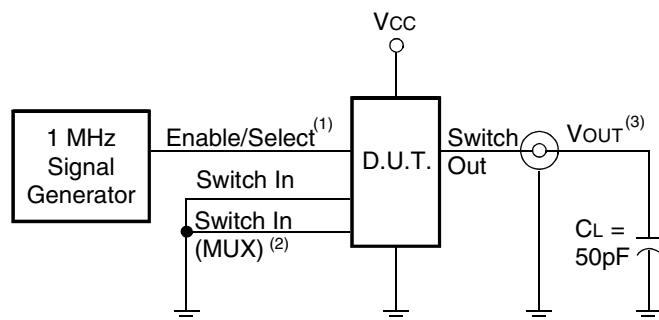 VCC
1 MHz
Signal
Generator
Enable/Select(1)
D.U.T.
Switch
Out
VOUT(3)
Switch In
Switch In
(MUX) (2)
CL =
50pF